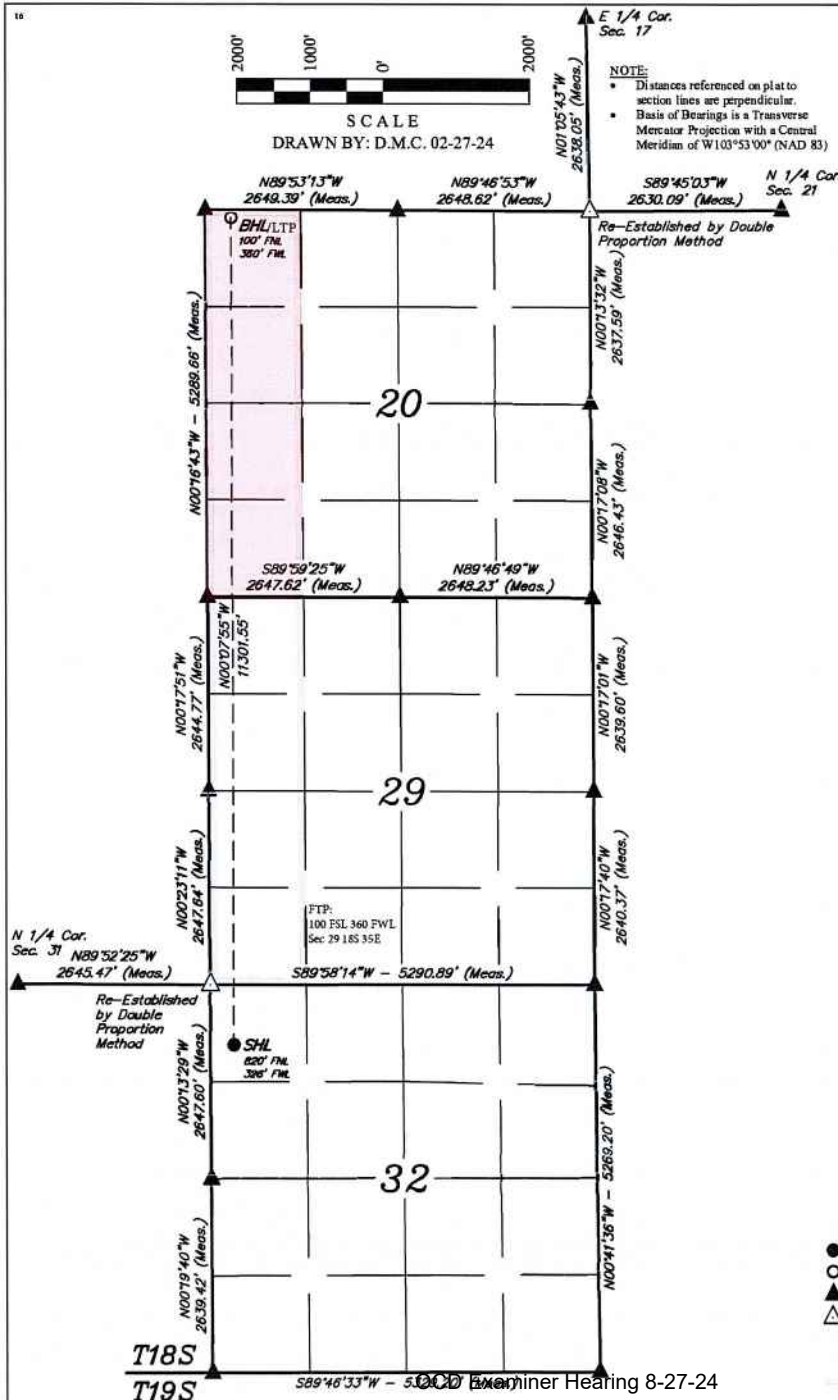 16
E 1/4 Cor.
Sec. 17
2000'
1000'
0'
2000'
SCALE
DRAWN BY: D.M.C. 02-27-24
NOTE:
• Distances referenced on plat to
section lines are perpendicular.
• Basis of Bearings is a Transverse
Mercator Projection with a Central
Meridian of W103°53'00" (NAD 83)
N01°05'43"W
2638.05' (Meas.)
N89°53'13"W
2649.39' (Meas.)
N89°46'53"W
2648.62' (Meas.)
S89°45'03"W
2630.09' (Meas.)
N 1/4 Cor.
Sec. 21
Re-Established by Double
Proportion Method
BHL/LTP
100' FNL
360' FWL
N00°16'43"W - 5289.66' (Meas.)
N00°13'32"W
2637.59' (Meas.)
20
N00°17'08"W
2646.43' (Meas.)
S89°59'25"W
2647.62' (Meas.)
N89°46'49"W
2648.23' (Meas.)
N00°07'55"W
11301.55'
N00°17'51"W
2644.77' (Meas.)
N00°17'01"W
2639.60' (Meas.)
29
N00°23'11"W
2647.64' (Meas.)
N00°17'40"W
2640.37' (Meas.)
FTP:
100 FSL 360 FWL
Sec 29 18S 35E
N 1/4 Cor.
Sec. 31
N89°52'25"W
2645.47' (Meas.)
S89°58'14"W - 5290.89' (Meas.)
Re-Established
by Double
Proportion
Method
SHL
820' FNL
326' FWL
N00°13'29"W
2647.60' (Meas.)
32
N00°41'36"W - 5269.20' (Meas.)
N00°19'40"W
2639.42' (Meas.)
T18S
T19S
S89°46'33"W -
OCD Examiner Hearing 8-27-24